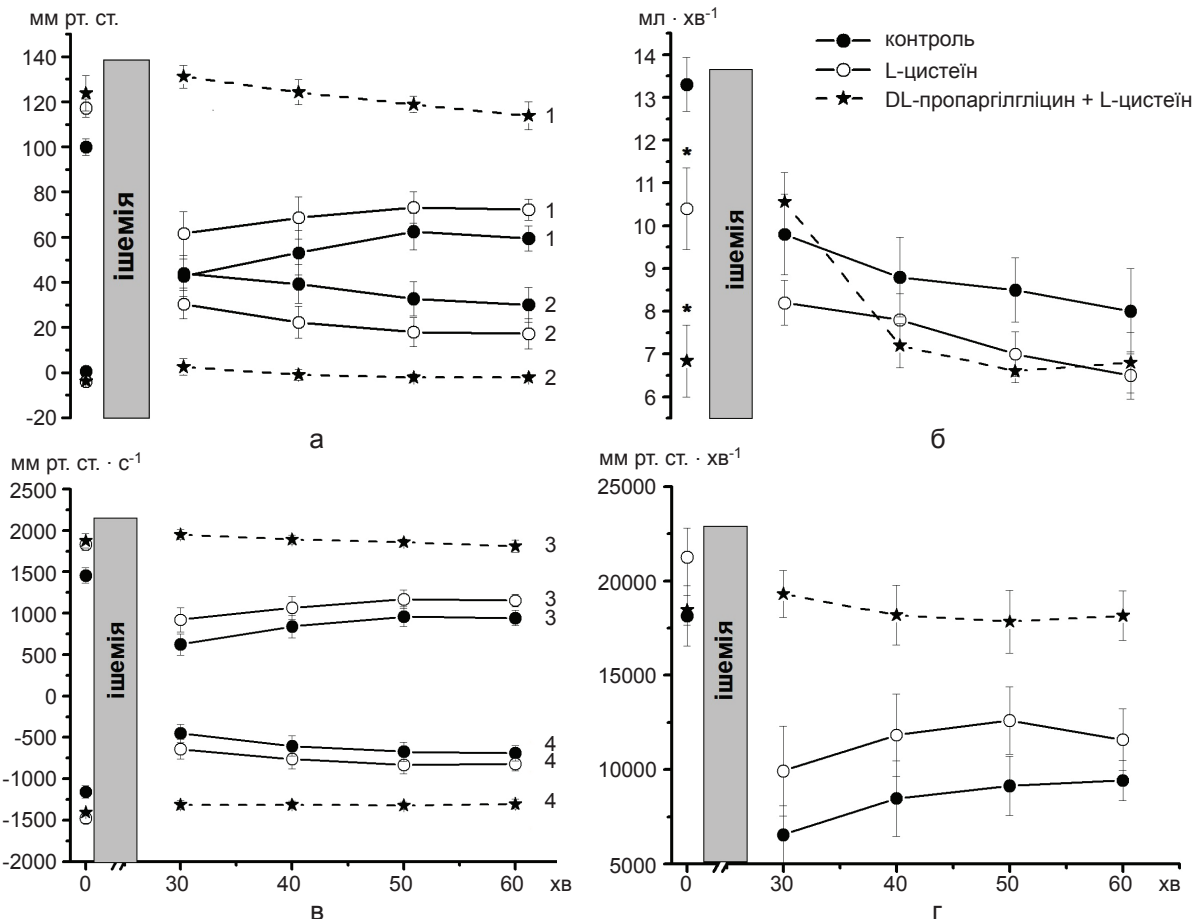 мм рт. ст.
140
120
100
80
60
40
20
0
-20
ішемія
1
1
1
2
2
2
а
мл · хв-1
14
13
12
11
10
9
8
7
6
*
*
ішемія
контроль
L-цистеїн
DL-пропаргілгліцин + L-цистеїн
б
мм рт. ст. · с-1
2500
2000
1500
1000
500
0
-500
-1000
-1500
-2000
ішемія
3
3
3
4
4
4
0 30 40 50 60 хв
в
мм рт. ст. · хв-1
25000
20000
15000
10000
5000
ішемія
0 30 40 50 60 хв
г